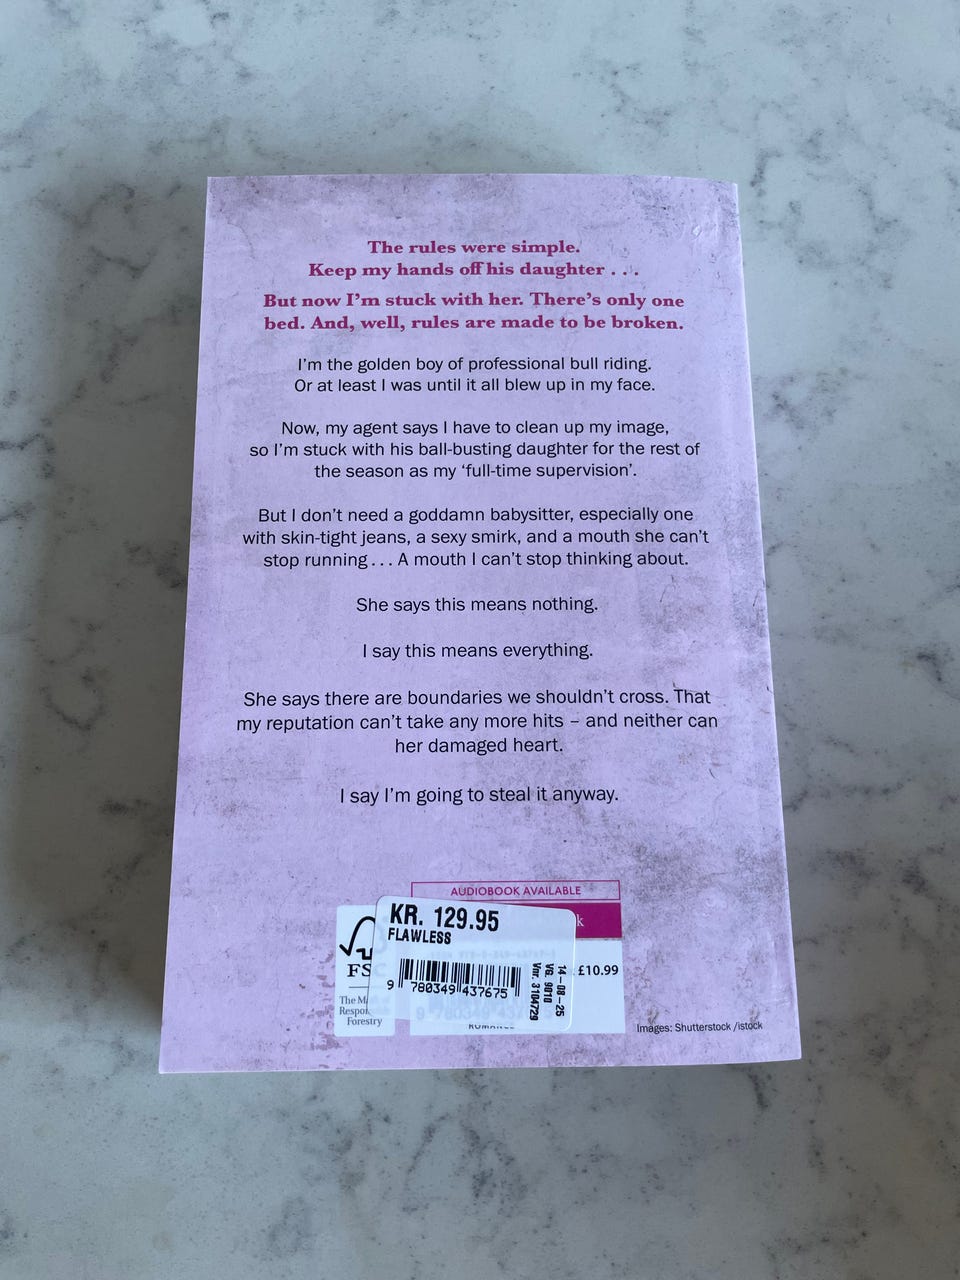 The rules were simple.
Keep my hands off his daughter . . .
But now I'm stuck with her. There's only one
bed. And, well, rules are made to be broken.
I'm the golden boy of professional bull riding.
Or at least I was until it all blew up in my face.
Now, my agent says I have to clean up my image,
so I'm stuck with his ball-busting daughter for the rest of
the season as my 'full-time supervision'.
But I don't need a goddamn babysitter, especially one
with skin-tight jeans, a sexy smirk, and a mouth she can't
stop running . . . A mouth I can't stop thinking about.
She says this means nothing.
I say this means everything.
She says there are boundaries we shouldn't cross. That
my reputation can't take any more hits – and neither can
her damaged heart.
I say I'm going to steal it anyway.
AUDIOBOOK AVAILABLE
KR. 129.95
FLAWLESS
9 780349 437675
14-08-25
VG. 9010
Vnr. 3104729
£10.99
FS
The M
Respon
Forestry
Images: Shutterstock /istock